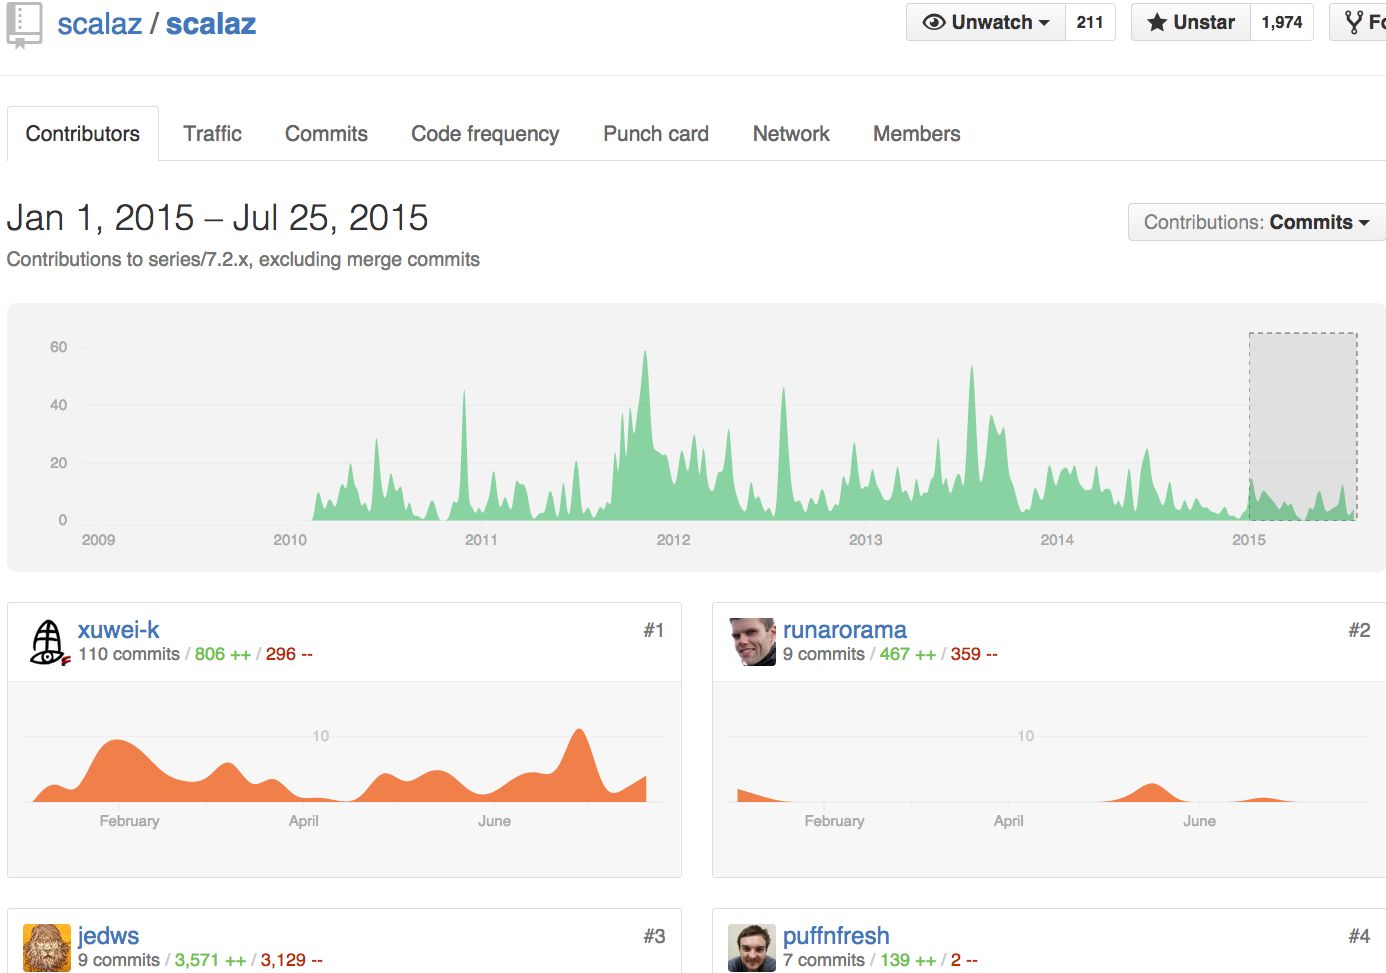 scalaz / scalaz
Unwatch 211
Unstar 1,974
Contributors Traffic Commits Code frequency Punch card Network Members
Jan 1, 2015 – Jul 25, 2015
Contributions: Commits
Contributions to series/7.2.x, excluding merge commits
60
40
20
0
2009 2010 2011 2012 2013 2014 2015
xuwei-k #1
110 commits / 806 ++ / 296 --
10
February April June
runarorama #2
9 commits / 467 ++ / 359 --
10
February April June
jedws #3
9 commits / 3,571 ++ / 3,129 --
puffnfresh #4
7 commits / 139 ++ / 2 --